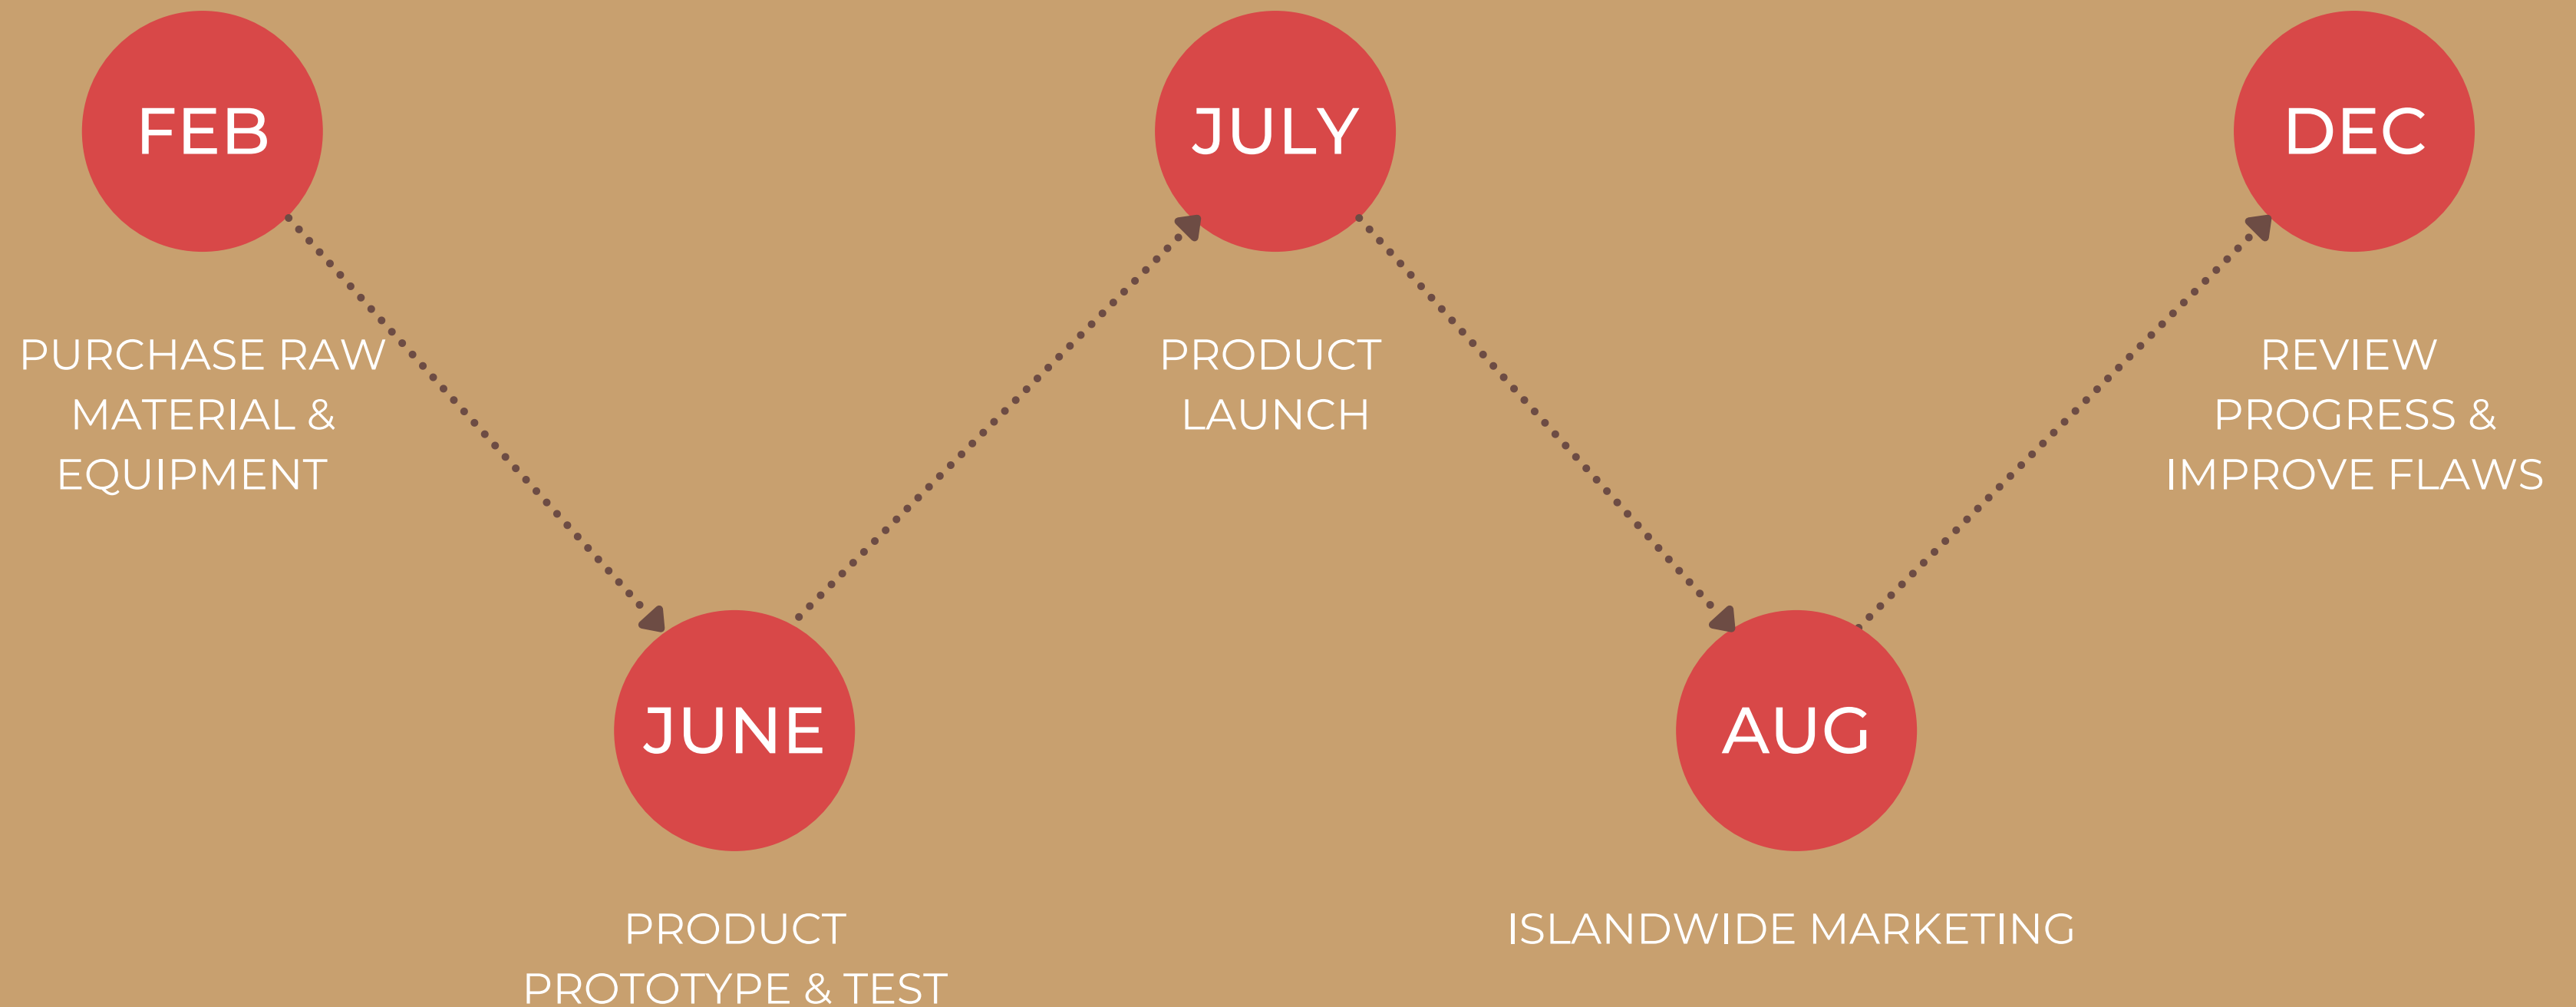 FEB
PURCHASE RAW
MATERIAL &
EQUIPMENT
JUNE
PRODUCT
PROTOTYPE & TEST
JULY
PRODUCT
LAUNCH
AUG
ISLANDWIDE MARKETING
DEC
REVIEW
PROGRESS &
IMPROVE FLAWS